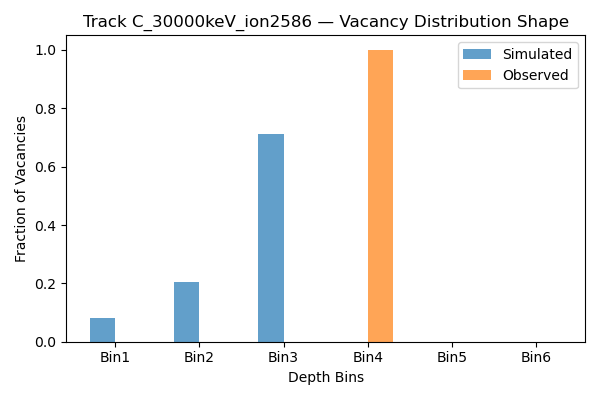 Track C_30000keV_ion2586 — Vacancy Distribution Shape
Simulated
Observed
Fraction of Vacancies
1.0
0.8
0.6
0.4
0.2
0.0
Bin1 Bin2 Bin3 Bin4 Bin5 Bin6
Depth Bins